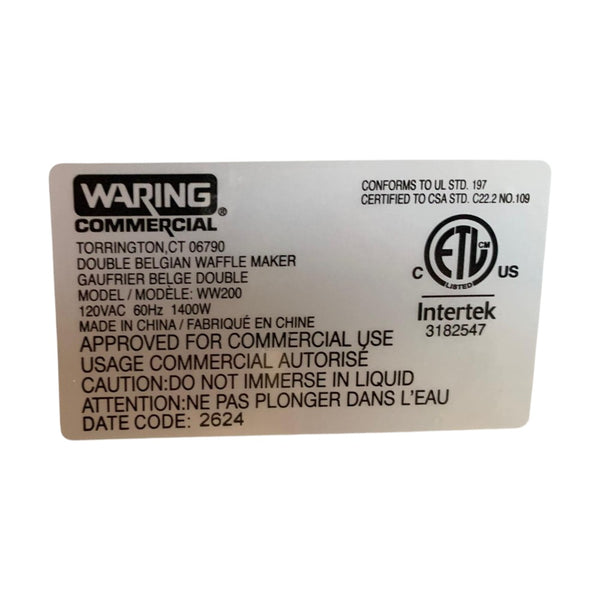 WARING®
COMMERCIAL
TORRINGTON,CT 06790
DOUBLE BELGIAN WAFFLE MAKER
GAUFRIER BELGE DOUBLE
MODEL / MODÈLE: WW200
120VAC 60Hz 1400W
MADE IN CHINA / FABRIQUÉ EN CHINE
APPROVED FOR COMMERCIAL USE
USAGE COMMERCIAL AUTORISÉ
CAUTION:DO NOT IMMERSE IN LIQUID
ATTENTION:NE PAS PLONGER DANS L'EAU
DATE CODE: 2624
CONFORMS TO UL STD. 197
CERTIFIED TO CSA STD. C22.2 NO.109
C ETL CM US
LISTED
Intertek
3182547